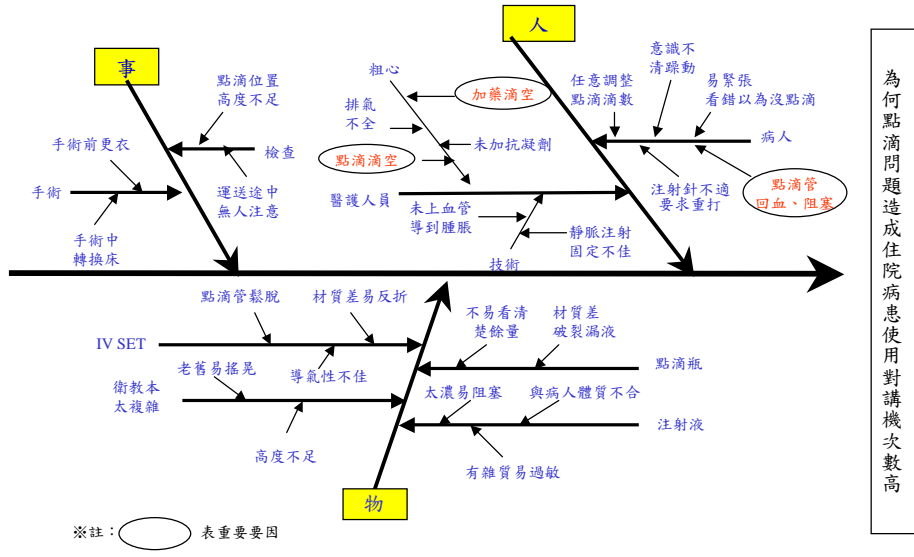 人
事
粗心
加藥滴空
任意調整
點滴滴數
意識不
清躁動
易緊張
看錯以為沒點滴
點滴位置
高度不足
排氣
不全
手術前更衣
未加抗凝劑
病人
檢查
點滴滴空
手術
運送途中
無人注意
醫護人員
注射針不適
要求重打
點滴管
回血、阻塞
未上血管
導到腫脹
手術中
轉換床
靜脈注射
固定不佳
技術
為何點滴問題造成住院病患使用對講機次數高
點滴管鬆脫
材質差易反折
不易看清
楚餘量
材質差
破裂漏液
IV SET
導氣性不佳
點滴瓶
老舊易搖晃
衛教本
太複雜
太濃易阻塞
與病人體質不合
注射液
高度不足
有雜質易過敏
物
※註：
表重要要因